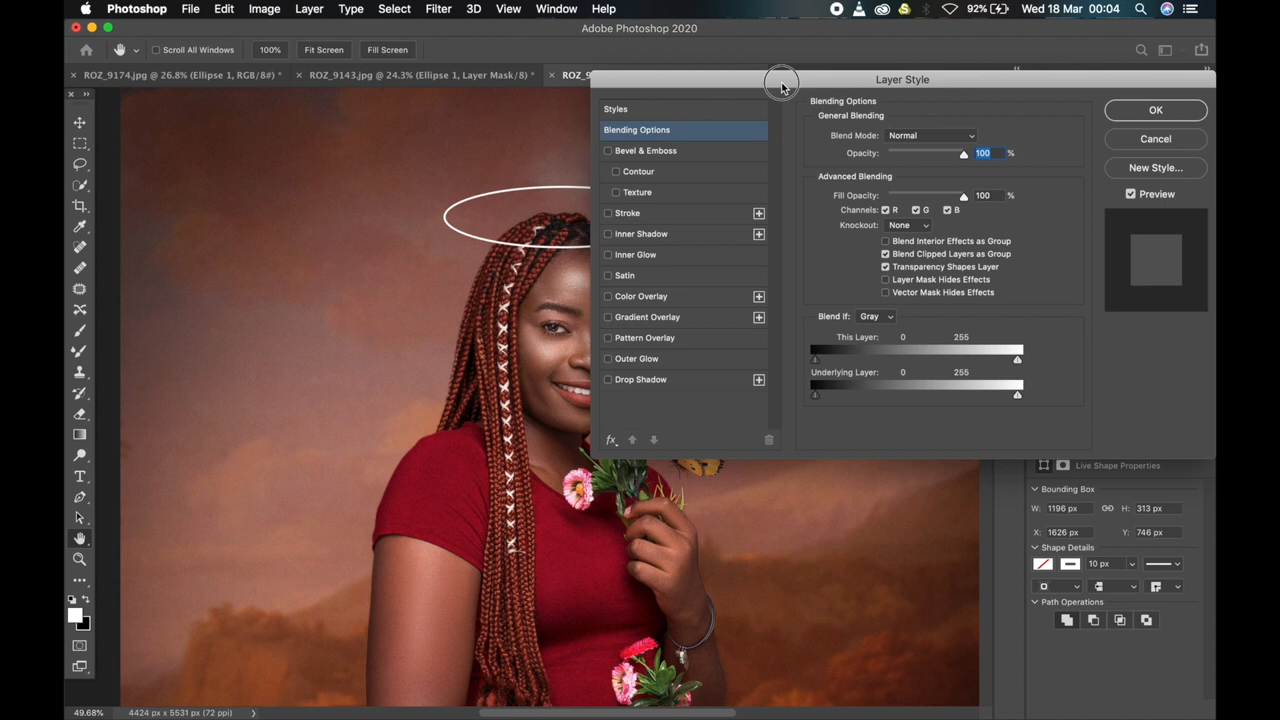 Photoshop File Edit Image Layer Type Select Filter 3D View Window Help 92% Wed 18 Mar 00:04
Adobe Photoshop 2020
Scroll All Windows 100% Fit Screen Fill Screen
ROZ_9174.jpg @ 26.8% (Ellipse 1, RGB/8#) * ROZ_9143.jpg @ 24.3% (Ellipse 1, Layer Mask/8) * ROZ_9
Layer Style
Styles
Blending Options
Bevel & Emboss
Contour
Texture
Stroke
Inner Shadow
Inner Glow
Satin
Color Overlay
Gradient Overlay
Pattern Overlay
Outer Glow
Drop Shadow
fx
Blending Options
General Blending
Blend Mode: Normal
Opacity: 100 %
Advanced Blending
Fill Opacity: 100 %
Channels: R G B
Knockout: None
Blend Interior Effects as Group
Blend Clipped Layers as Group
Transparency Shapes Layer
Layer Mask Hides Effects
Vector Mask Hides Effects
Blend If: Gray
This Layer: 0 255
Underlying Layer: 0 255
OK
Cancel
New Style...
Preview
Live Shape Properties
Bounding Box
W: 1196 px H: 313 px
X: 1626 px Y: 746 px
Shape Details
10 px
Path Operations
49.68% 4424 px x 5531 px (72 ppi)